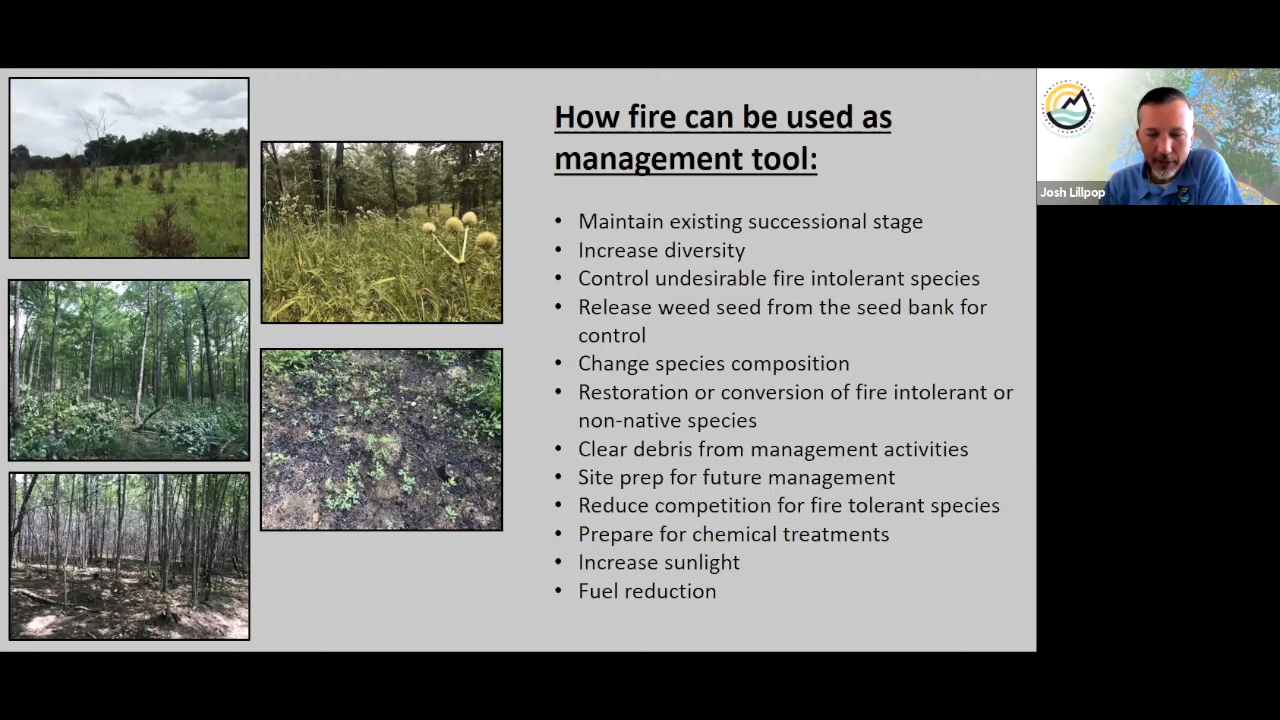 How fire can be used as
management tool:
• Maintain existing successional stage
• Increase diversity
• Control undesirable fire intolerant species
• Release weed seed from the seed bank for
control
• Change species composition
• Restoration or conversion of fire intolerant or
non-native species
• Clear debris from management activities
• Site prep for future management
• Reduce competition for fire tolerant species
• Prepare for chemical treatments
• Increase sunlight
• Fuel reduction
Josh Lillpop